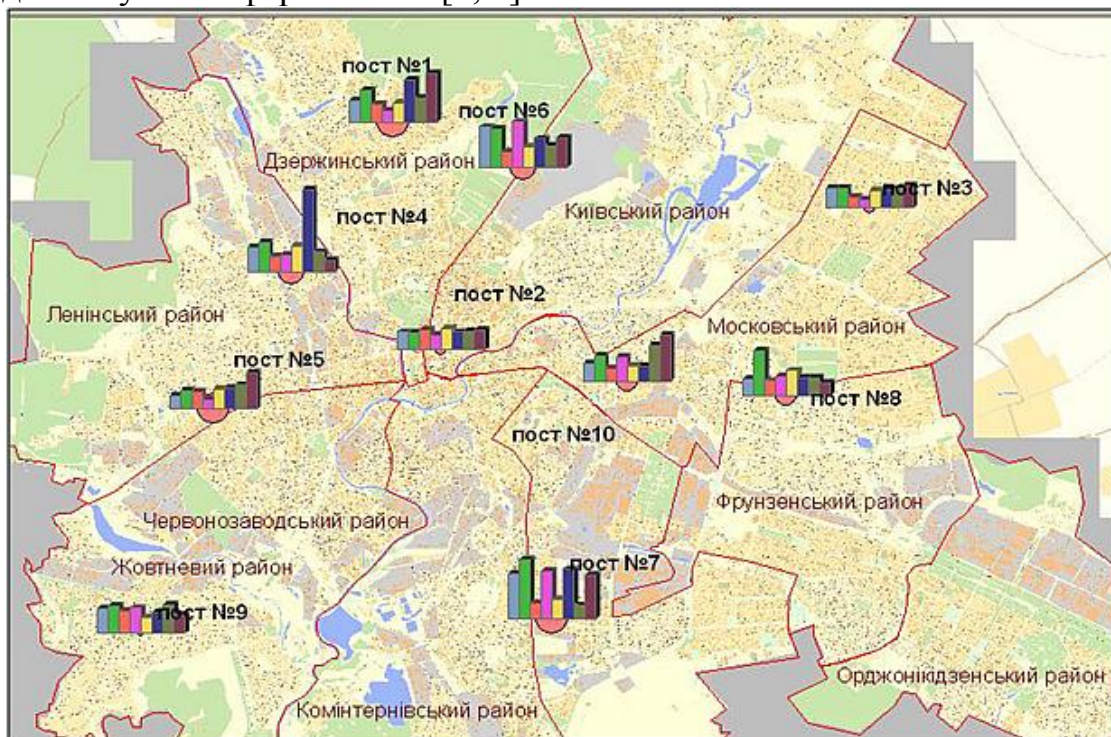 пост №1
пост №6
Дзержинський район
пост №3
Київський район
пост №4
пост №2
Ленінський район
Московський район
пост №5
пост №8
пост №10
Фрунзенський район
Червонозаводський район
Жовтневий район
пост №7
пост №9
Орджонікідзенський район
Комінтернівський район